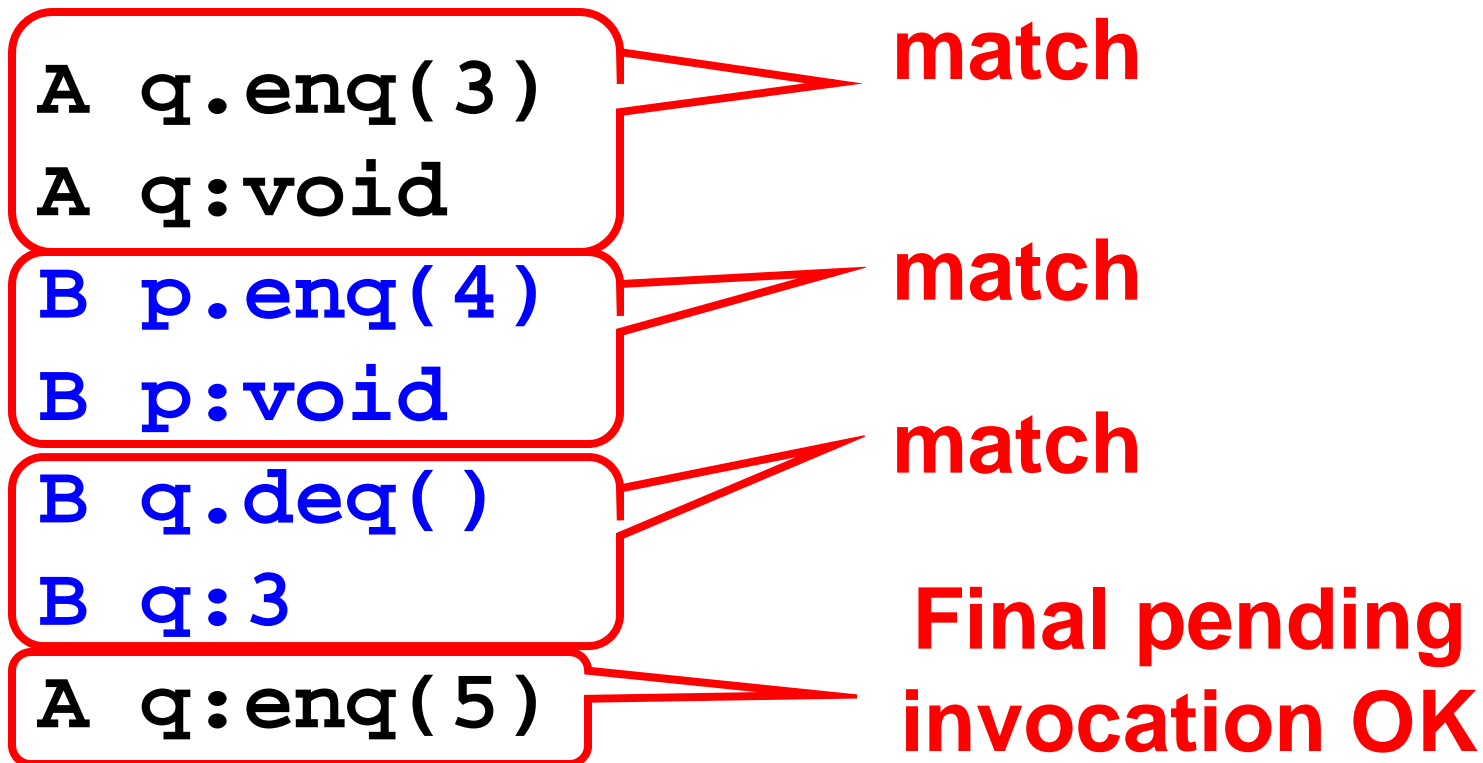 A q.enq(3)
match
A q:void
B p.enq(4)
match
B p:void
B q.deq()
match
B q:3
Final pending
A q:enq(5)
invocation OK